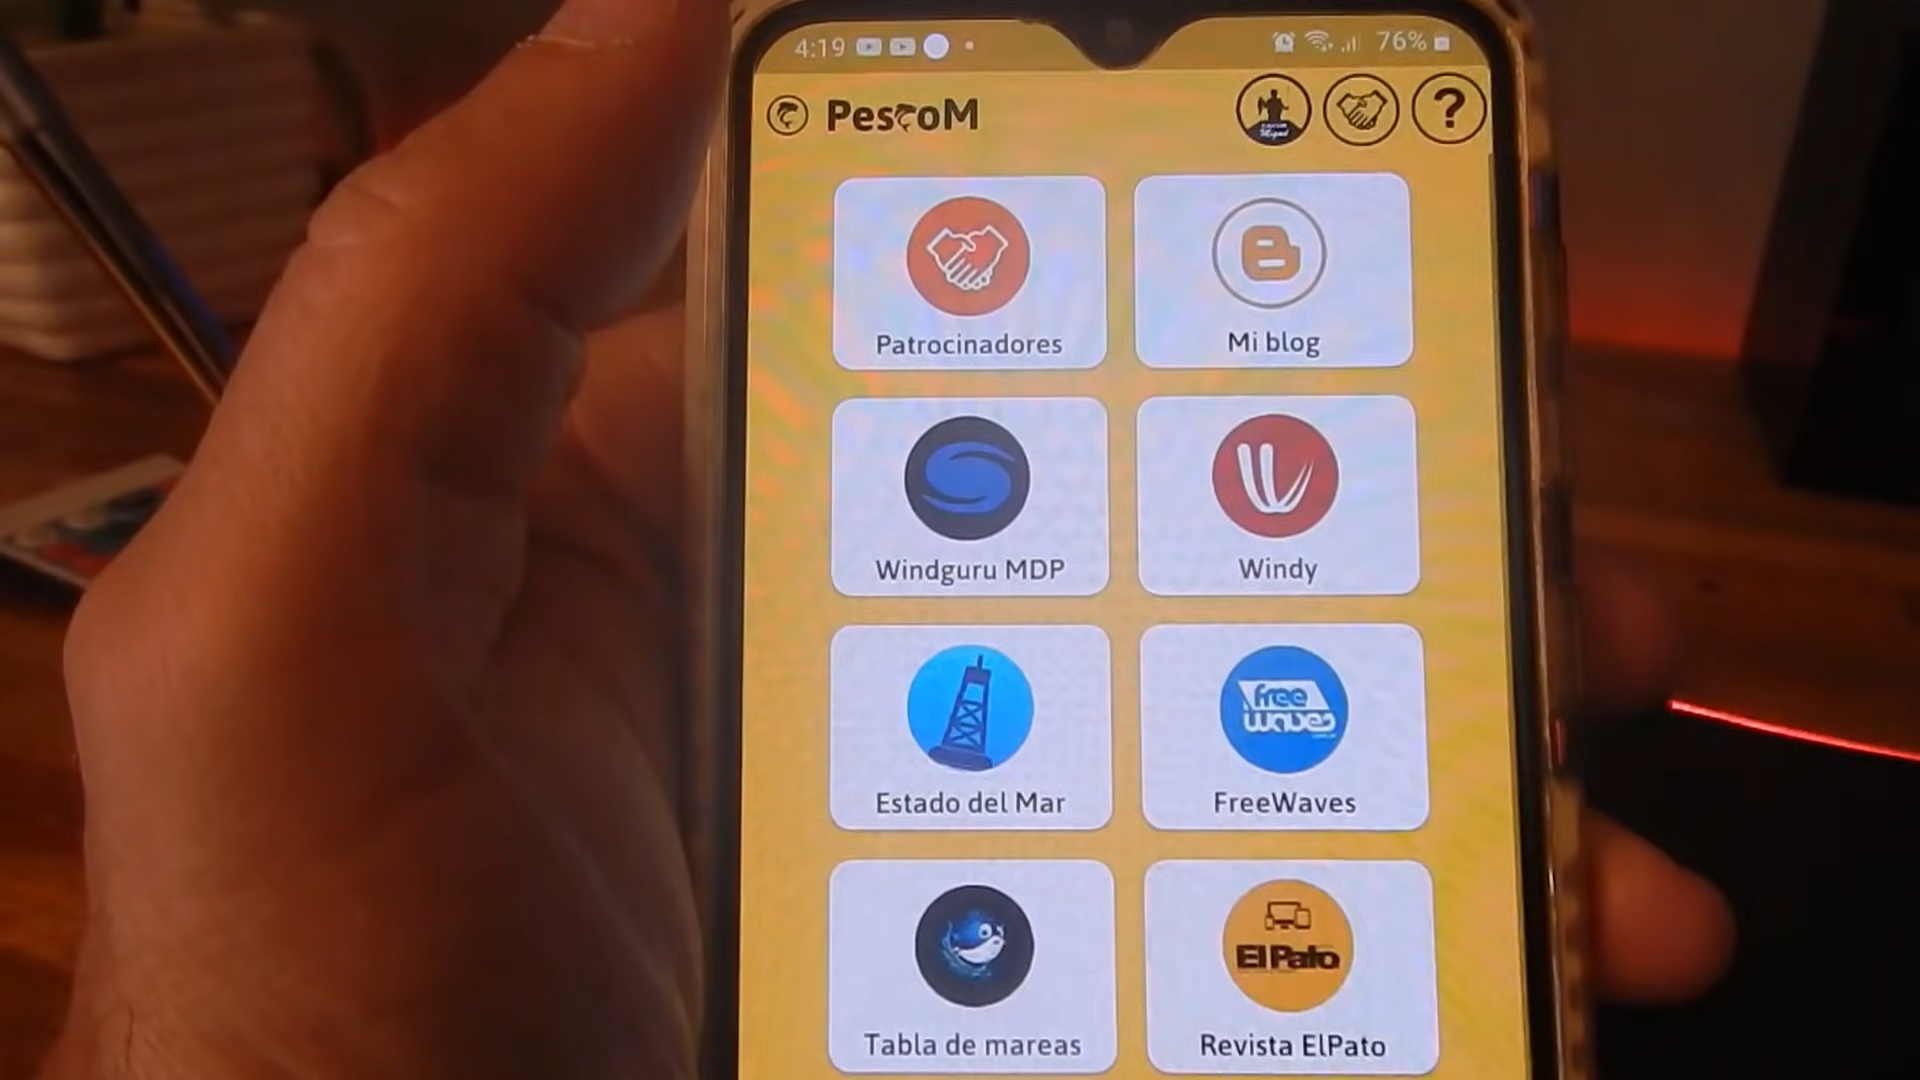 4:19 76%
PescoM
Miguel
?
Patrocinadores
Mi blog
Windguru MDP
Windy
free
waves
Estado del Mar
FreeWaves
El Pato
Tabla de mareas
Revista ElPato